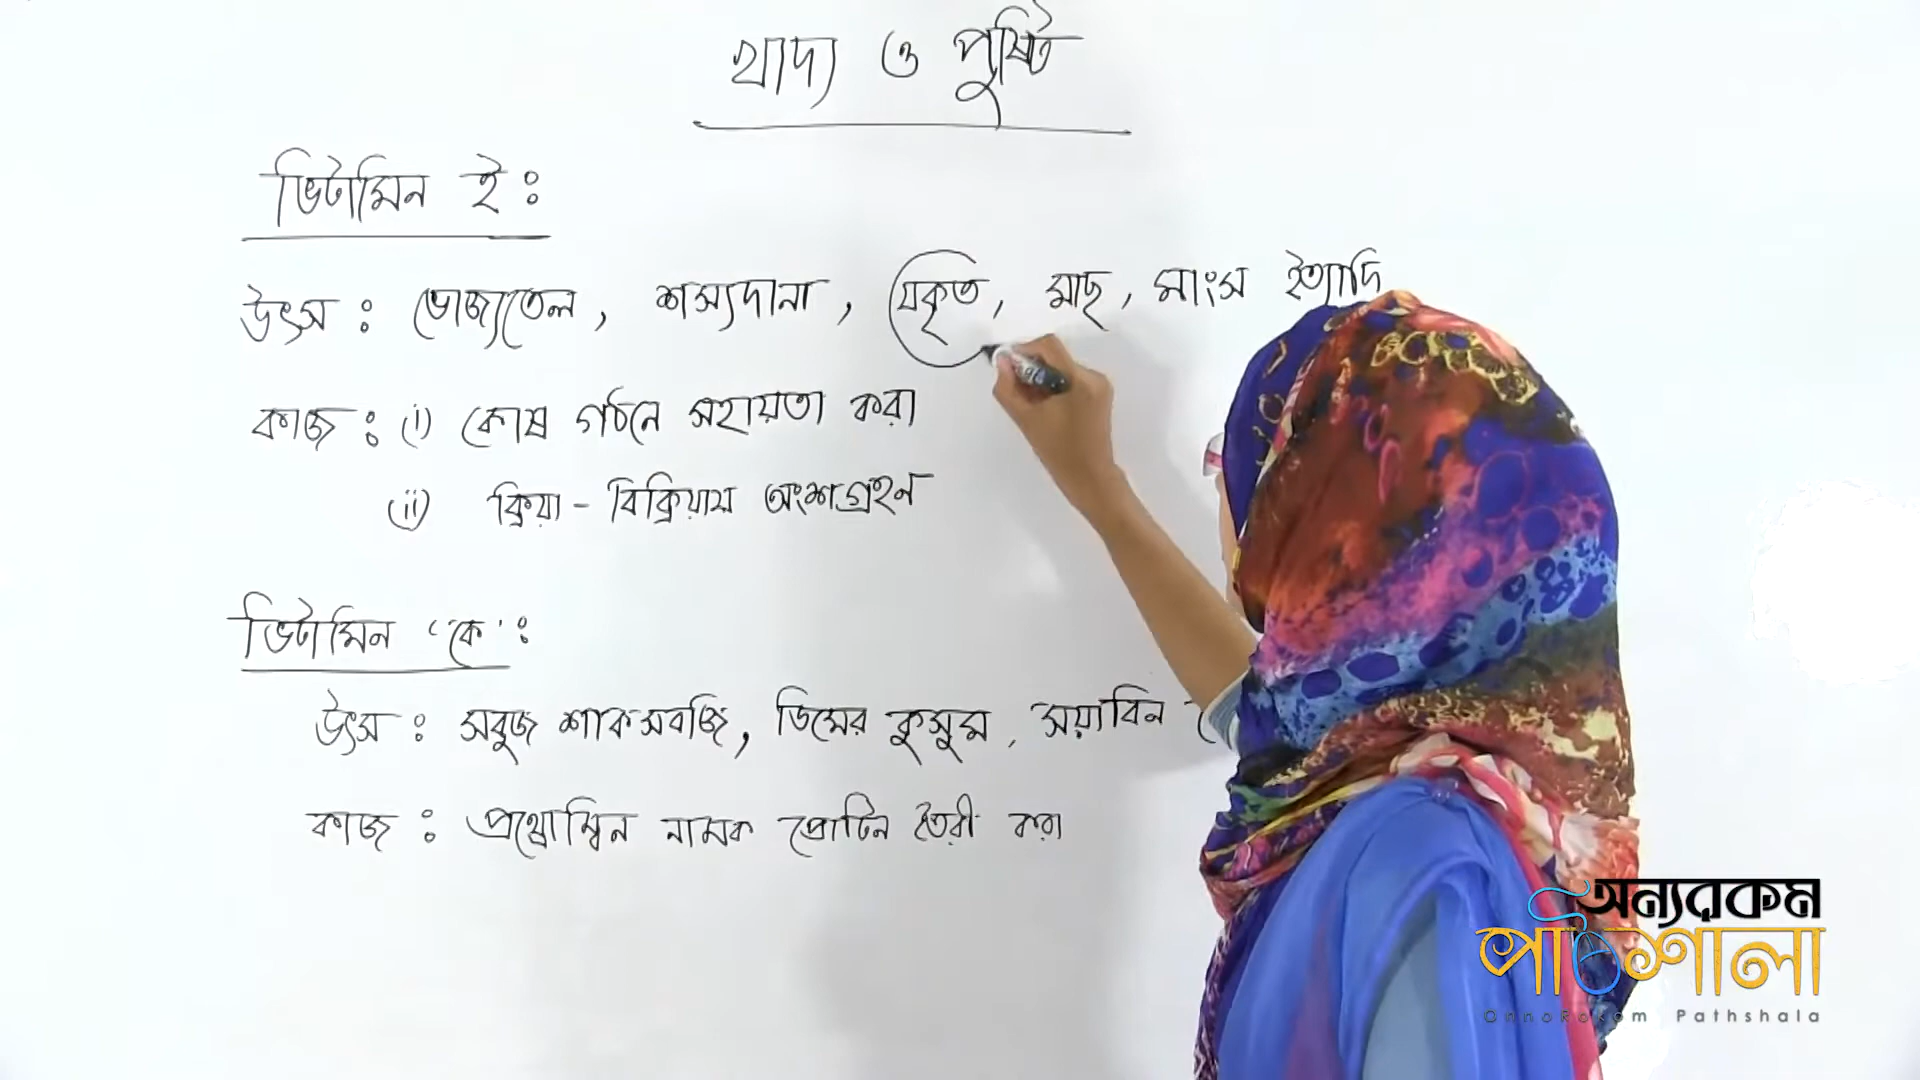 খাদ্য ও পুষ্টি
ভিটামিন ই :
উৎস : ভোজ্যতেল, শস্যদানা, যকৃত, মাছ, মাংস ইত্যাদি
কাজ : (i) কোষ গঠনে সহায়তা করা
(ii) ক্রিয়া - বিক্রিয়ায় অংশগ্রহন
ভিটামিন 'কে' :
উৎস : সবুজ শাকসবজি, ডিমের কুসুম, সয়াবিন
কাজ : প্রথ্রোম্বিন নামক প্রোটিন তৈরী করা
অন্যরকম
পাঠশালা
OnnoRokom Pathshala